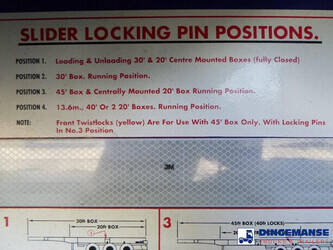 SLIDER LOCKING PIN POSITIONS.
POSITION 1. Loading & Unloading 30' & 20' Centre Mounted Boxes (fully Closed)
POSITION 2. 30' Box. Running Position.
POSITION 3. 45' Box & Centrally Mounted 20' Box Running Position.
POSITION 4. 13.6m., 40' Or 2 20' Boxes. Running Position.
NOTE: Front Twistlocks (yellow) Are For Use With 45' Box Only, With Locking Pins
In No.3 Position
3M
1
30ft BOX
20ft BOX
3
45ft BOX (40ft LOCKS)
DINGEMANSE